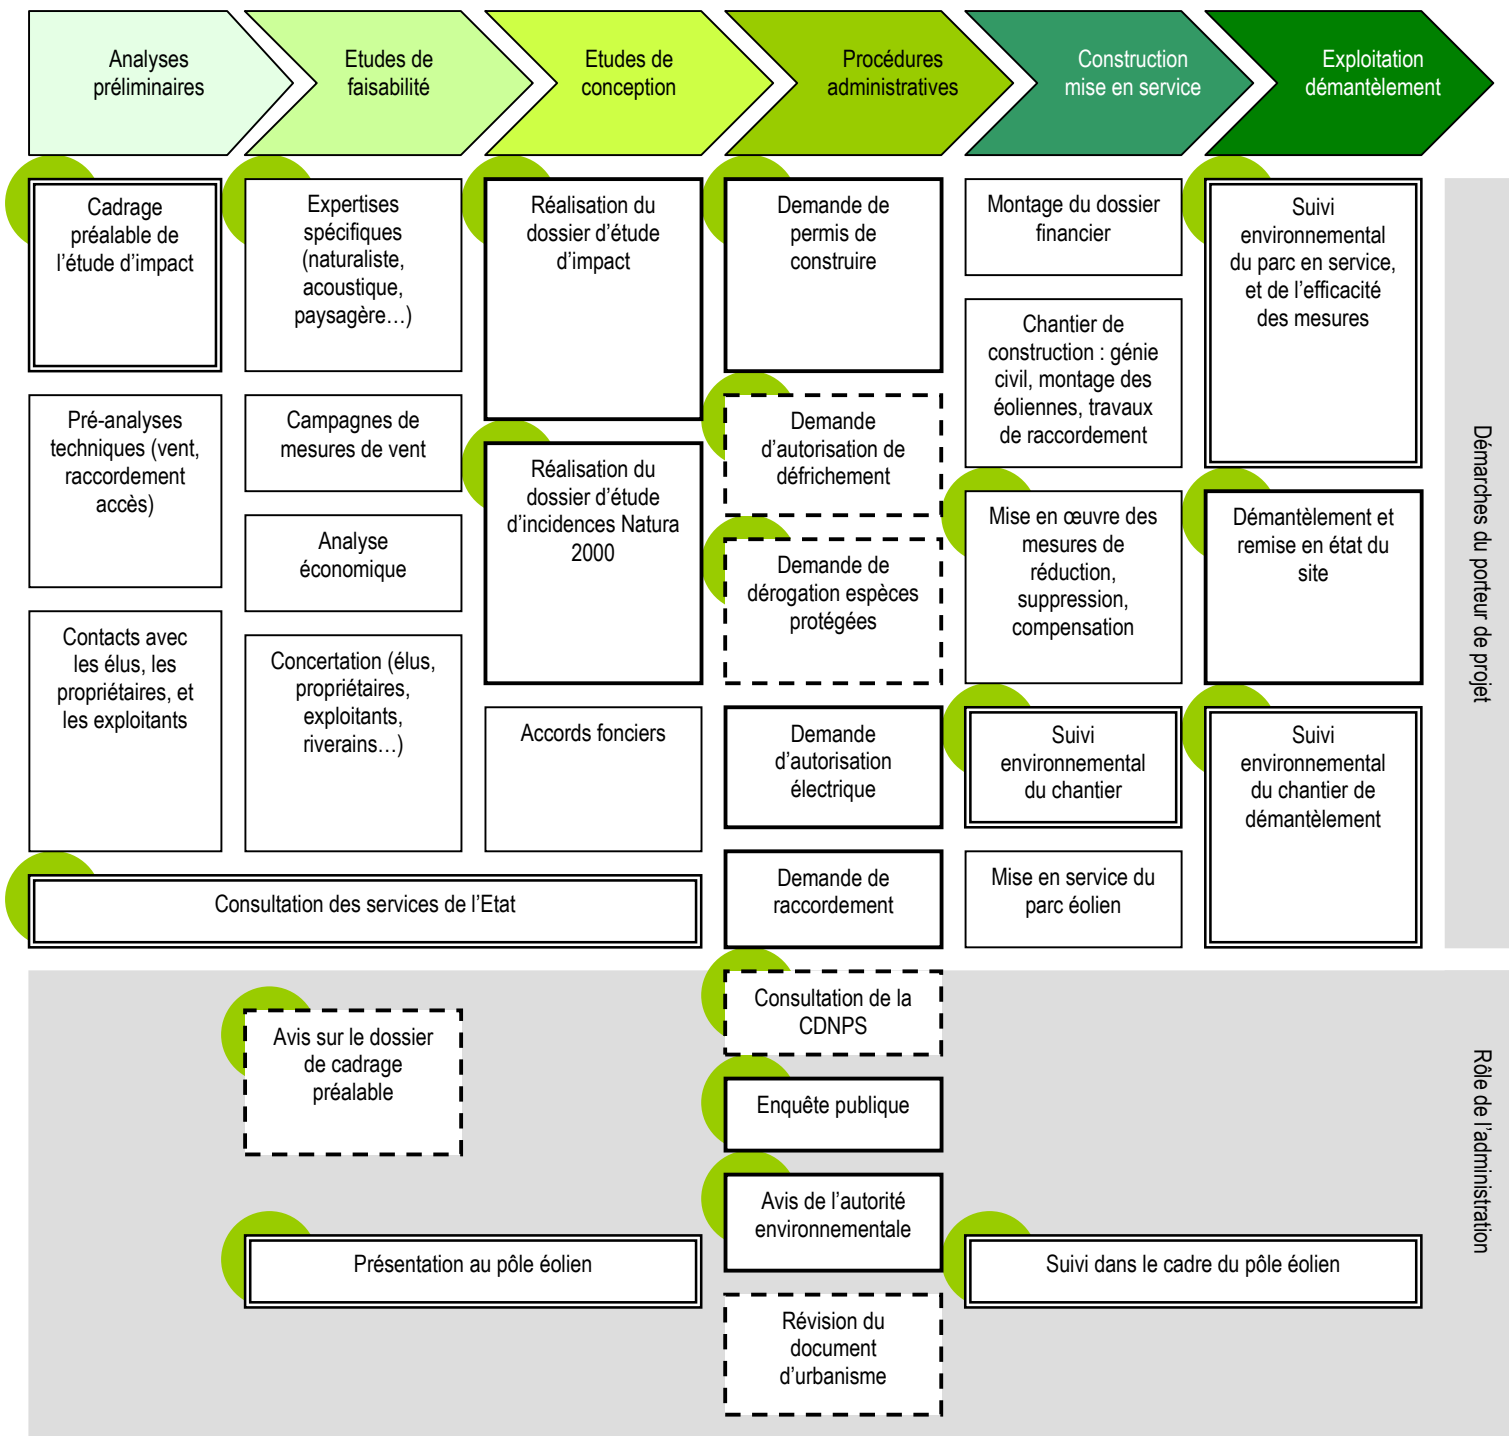 Analyses
préliminaires
Etudes de
faisabilité
Etudes de
conception
Procédures
administratives
Construction
mise en service
Exploitation
démantèlement
Cadrage
préalable de
l’étude d’impact
Pré-analyses
techniques (vent,
raccordement
accès)
Contacts avec
les élus, les
propriétaires, et
les exploitants
Expertises
spécifiques
(naturaliste,
acoustique,
paysagère…)
Campagnes de
mesures de vent
Analyse
économique
Concertation (élus,
propriétaires,
exploitants,
riverains…)
Réalisation du
dossier d’étude
d’impact
Réalisation du
dossier d’étude
d’incidences Natura
2000
Accords fonciers
Consultation des services de l’Etat
Demande de
permis de
construire
Demande
d’autorisation de
défrichement
Demande de
dérogation espèces
protégées
Demande
d’autorisation
électrique
Demande de
raccordement
Montage du dossier
financier
Chantier de
construction : génie
civil, montage des
éoliennes, travaux
de raccordement
Mise en œuvre des
mesures de
réduction,
suppression,
compensation
Suivi
environnemental
du chantier
Mise en service du
parc éolien
Suivi
environnemental
du parc en service,
et de l’efficacité
des mesures
Démantèlement et
remise en état du
site
Suivi
environnemental
du chantier de
démantèlement
Démarches du porteur de projet
Avis sur le dossier
de cadrage
préalable
Présentation au pôle éolien
Consultation de la
CDNPS
Enquête publique
Avis de l’autorité
environnementale
Révision du
document
d’urbanisme
Suivi dans le cadre du pôle éolien
Rôle de l’administration